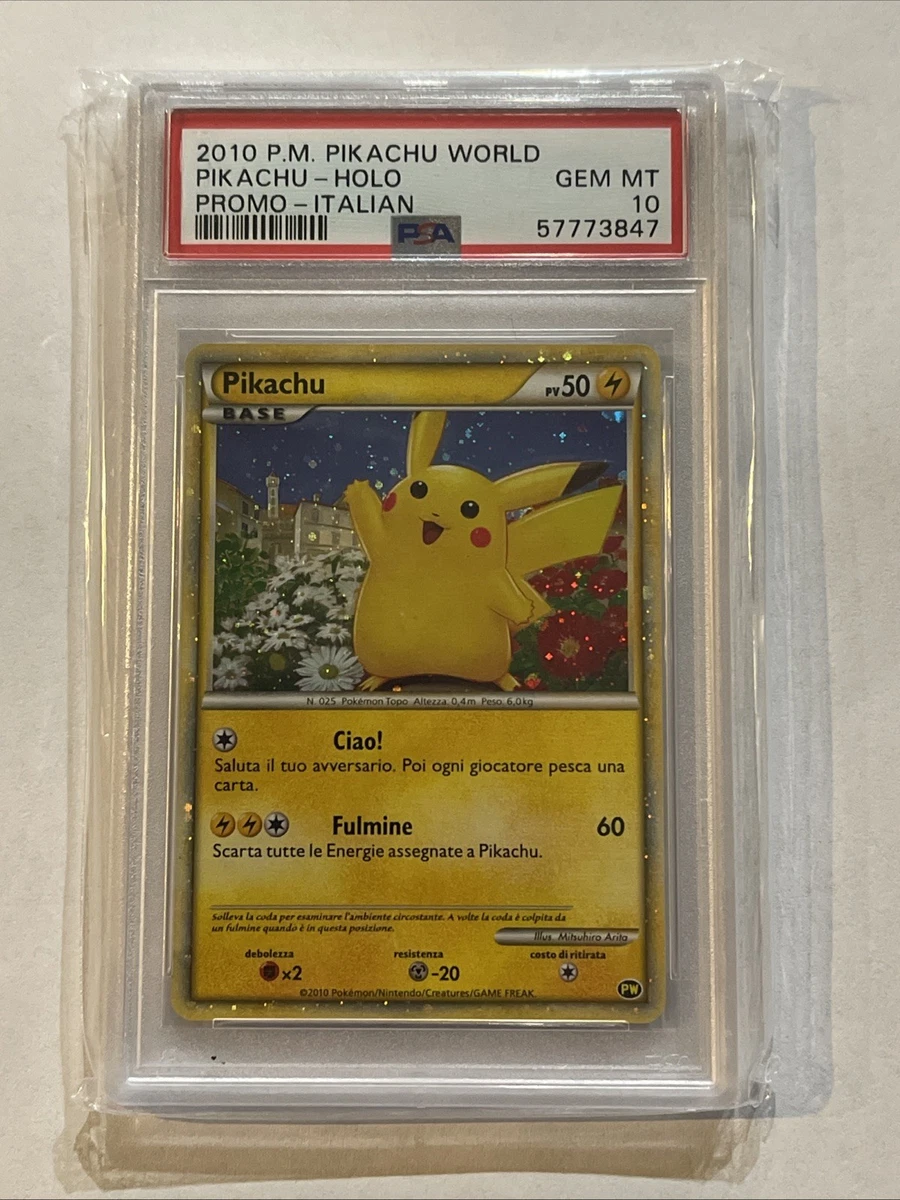 2010 P.M. PIKACHU WORLD
PIKACHU – HOLO GEM MT
PROMO – ITALIAN 10
PSA 57773847
Pikachu PV 50
BASE
N 025 Pokémon Topo Altezza: 0,4m Peso: 6,0kg
Ciao!
Saluta il tuo avversario. Poi ogni giocatore pesca una
carta.
Fulmine 60
Scarta tutte le Energie assegnate a Pikachu.
Solleva la coda per esaminare l'ambiente circostante. A volte la coda è colpita da
un fulmine quando è in questa posizione.
Illus. Mitsuhiro Arita
debolezza resistenza costo di ritirata
x2 -20
©2010 Pokémon/Nintendo/Creatures/GAME FREAK.
PW